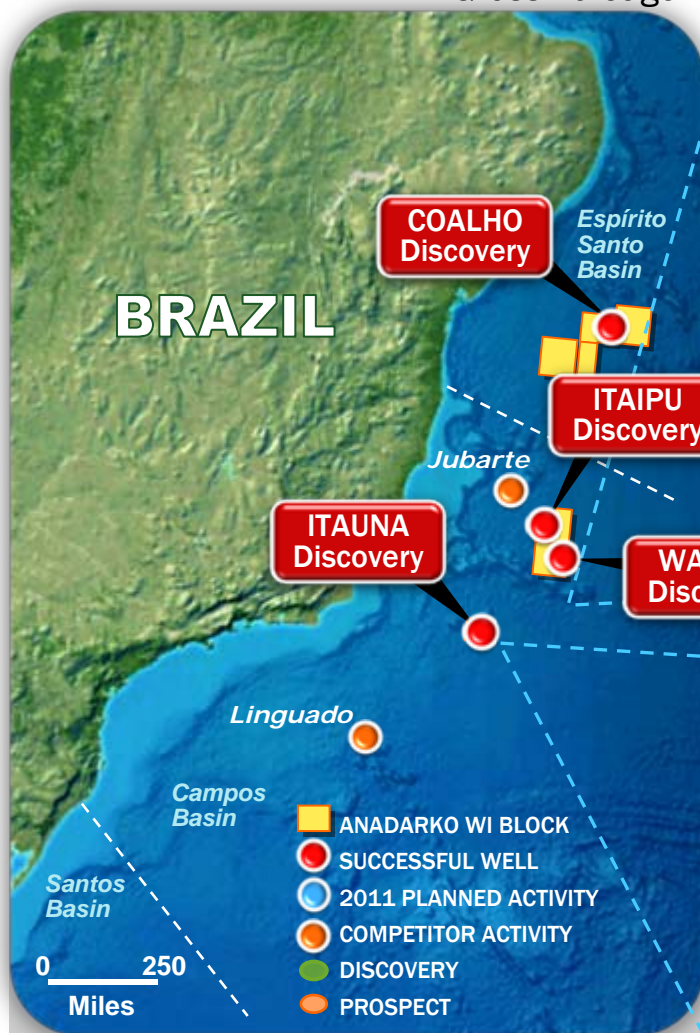 COALHO
Discovery
Espírito
Santo
Basin
BRAZIL
ITAIPU
Discovery
Jubarte
ITAUNA
Discovery
Linguado
Campos
Basin
ANADARKO WI BLOCK
SUCCESSFUL WELL
2011 PLANNED ACTIVITY
Santos
Basin
COMPETITOR ACTIVITY
0 250
DISCOVERY
Miles
PROSPECT